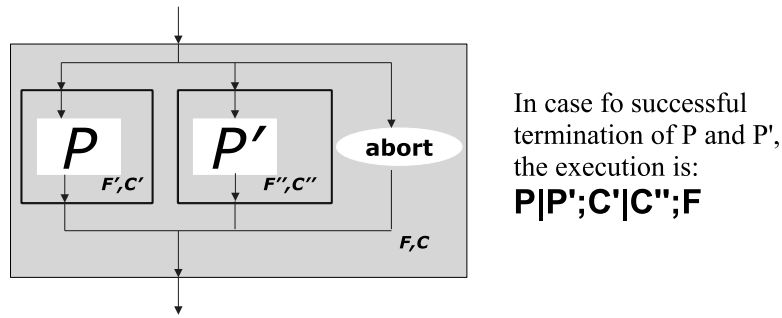 P
F',C'
P'
F'',C''
abort
F,C
In case fo successful
termination of P and P',
the execution is:
P|P';C'|C'';F